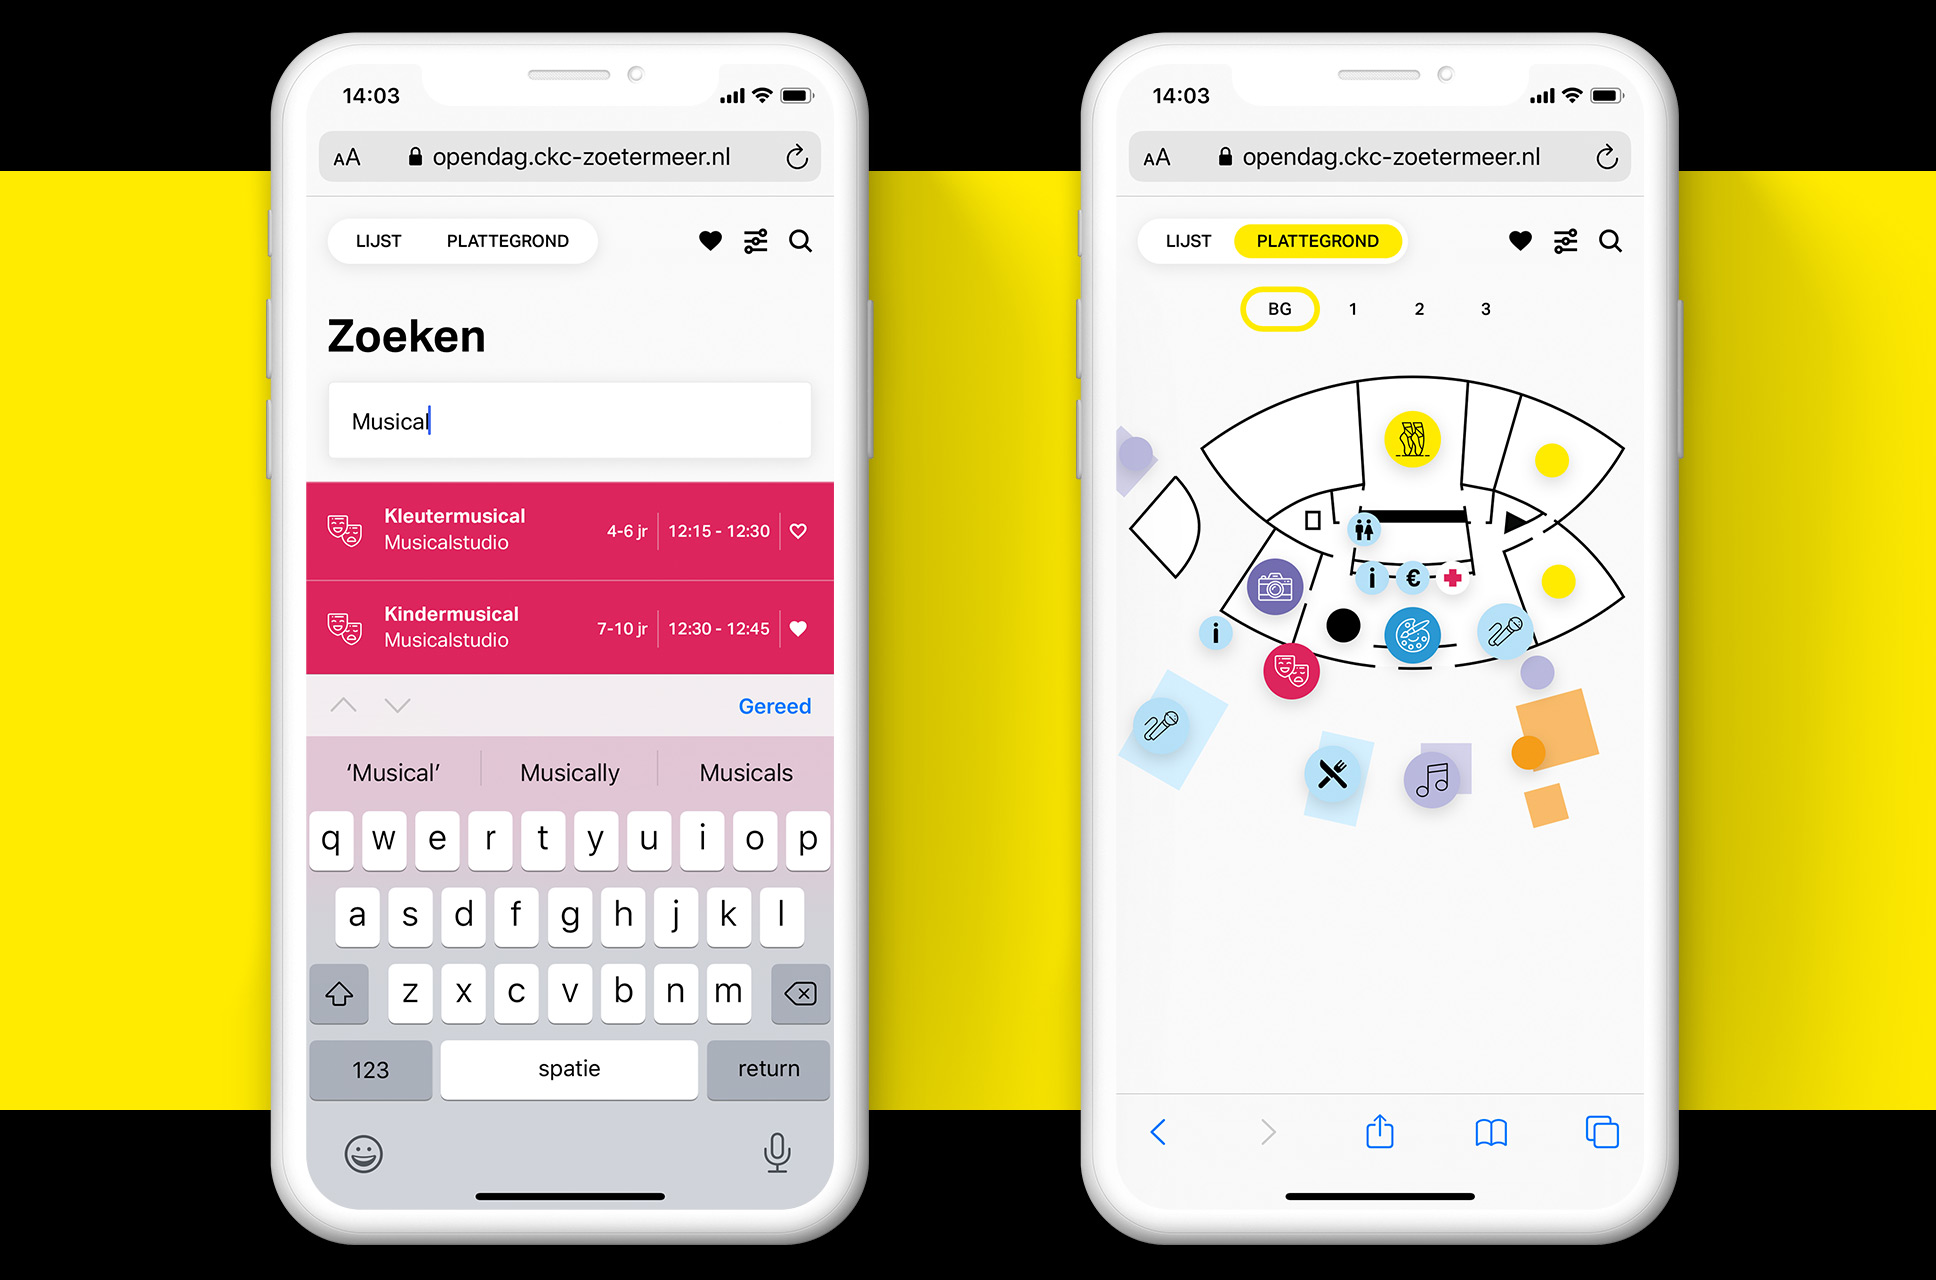 14:03
AA opendag.ckc-zoetermeer.nl
LIJST PLATTEGROND
Zoeken
Musical
Kleutermusical
Musicalstudio
4-6 jr 12:15 - 12:30
Kindermusical
Musicalstudio
7-10 jr 12:30 - 12:45
Gereed
‘Musical’ Musically Musicals
q w e r t y u i o p
a s d f g h j k l
z x c v b n m
123 spatie return
14:03
AA opendag.ckc-zoetermeer.nl
LIJST PLATTEGROND
BG 1 2 3
i €
i